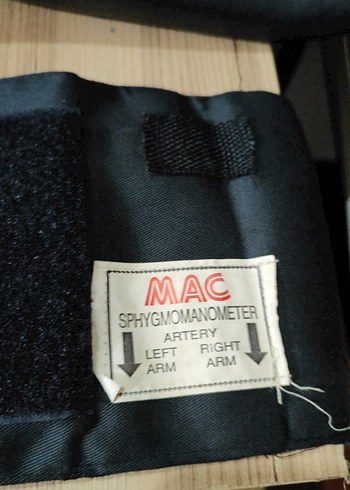 MAC
SPHYGMOMANOMETER
ARTERY
LEFT RIGHT
ARM ARM